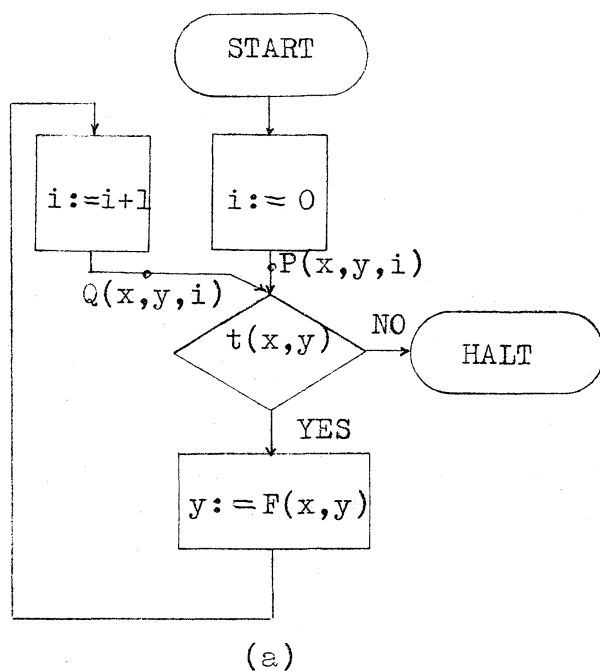 START
i:=i+1
i:= 0
P(x,y,i)
Q(x,y,i)
t(x,y)
NO
HALT
YES
y:=F(x,y)
(a)